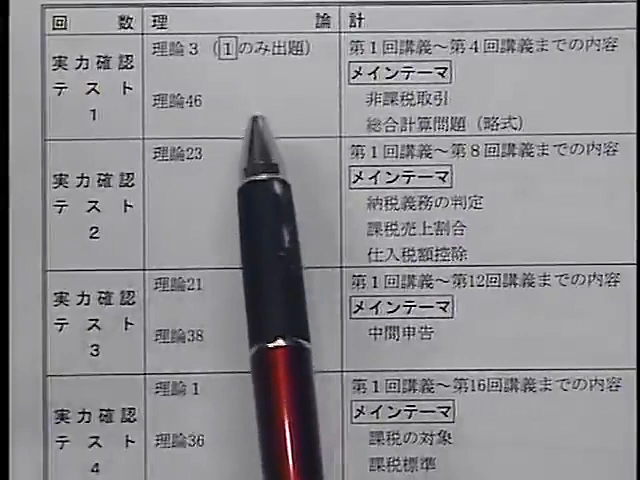 回数 理論 計
実力確認テスト1 理論3（1のみ出題） 第1回講義～第4回講義までの内容
メインテーマ
理論46 非課税取引
総合計算問題（略式）
実力確認テスト2 理論23 第1回講義～第8回講義までの内容
メインテーマ
納税義務の判定
課税売上割合
仕入税額控除
実力確認テスト3 理論21 第1回講義～第12回講義までの内容
メインテーマ
理論38 中間申告
実力確認テスト4 理論1 第1回講義～第16回講義までの内容
メインテーマ
理論36 課税の対象
課税標準